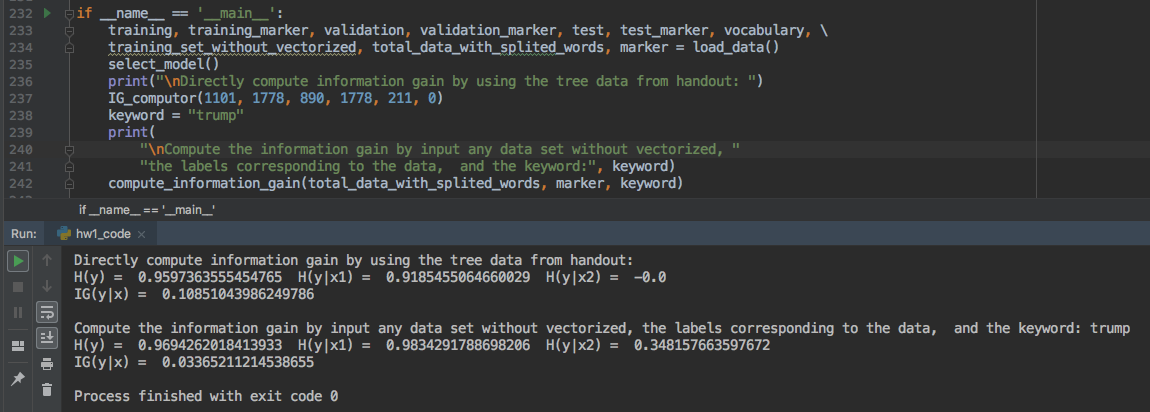 232 if __name__ == '__main__':
233 training, training_marker, validation, validation_marker, test, test_marker, vocabulary, \
234 training_set_without_vectorized, total_data_with_splited_words, marker = load_data()
235 select_model()
236 print("\nDirectly compute information gain by using the tree data from handout: ")
237 IG_computor(1101, 1778, 890, 1778, 211, 0)
238 keyword = "trump"
239 print(
240 "\nCompute the information gain by input any data set without vectorized, "
241 "the labels corresponding to the data,  and the keyword:", keyword)
242 compute_information_gain(total_data_with_splited_words, marker, keyword)
if __name__ == '__main__'
Run: hw1_code ×
Directly compute information gain by using the tree data from handout:
H(y) =  0.9597363555454765  H(y|x1) =  0.9185455064660029  H(y|x2) =  -0.0
IG(y|x) =  0.10851043986249786
Compute the information gain by input any data set without vectorized, the labels corresponding to the data,  and the keyword: trump
H(y) =  0.9694262018413933  H(y|x1) =  0.9834291788698206  H(y|x2) =  0.348157663597672
IG(y|x) =  0.03365211214538655
Process finished with exit code 0